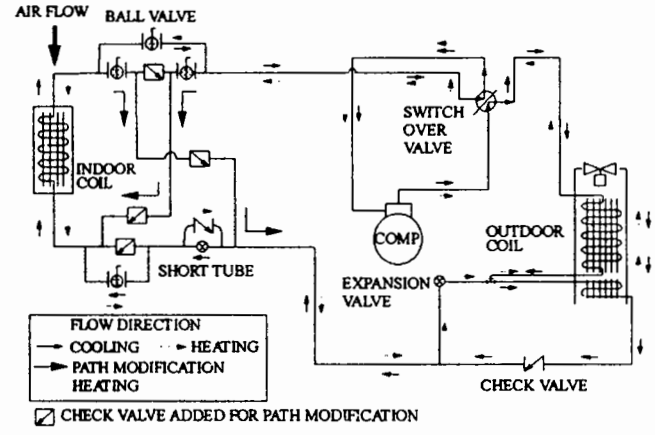 AIR FLOW
BALL VALVE
SWITCH
OVER
VALVE
INDOOR
COIL
COMP
OUTDOOR
COIL
SHORT TUBE
EXPANSION
VALVE
FLOW DIRECTION
COOLING HEATING
PATH MODIFICATION
HEATING
CHECK VALVE
CHECK VALVE ADDED FOR PATH MODIFICATION